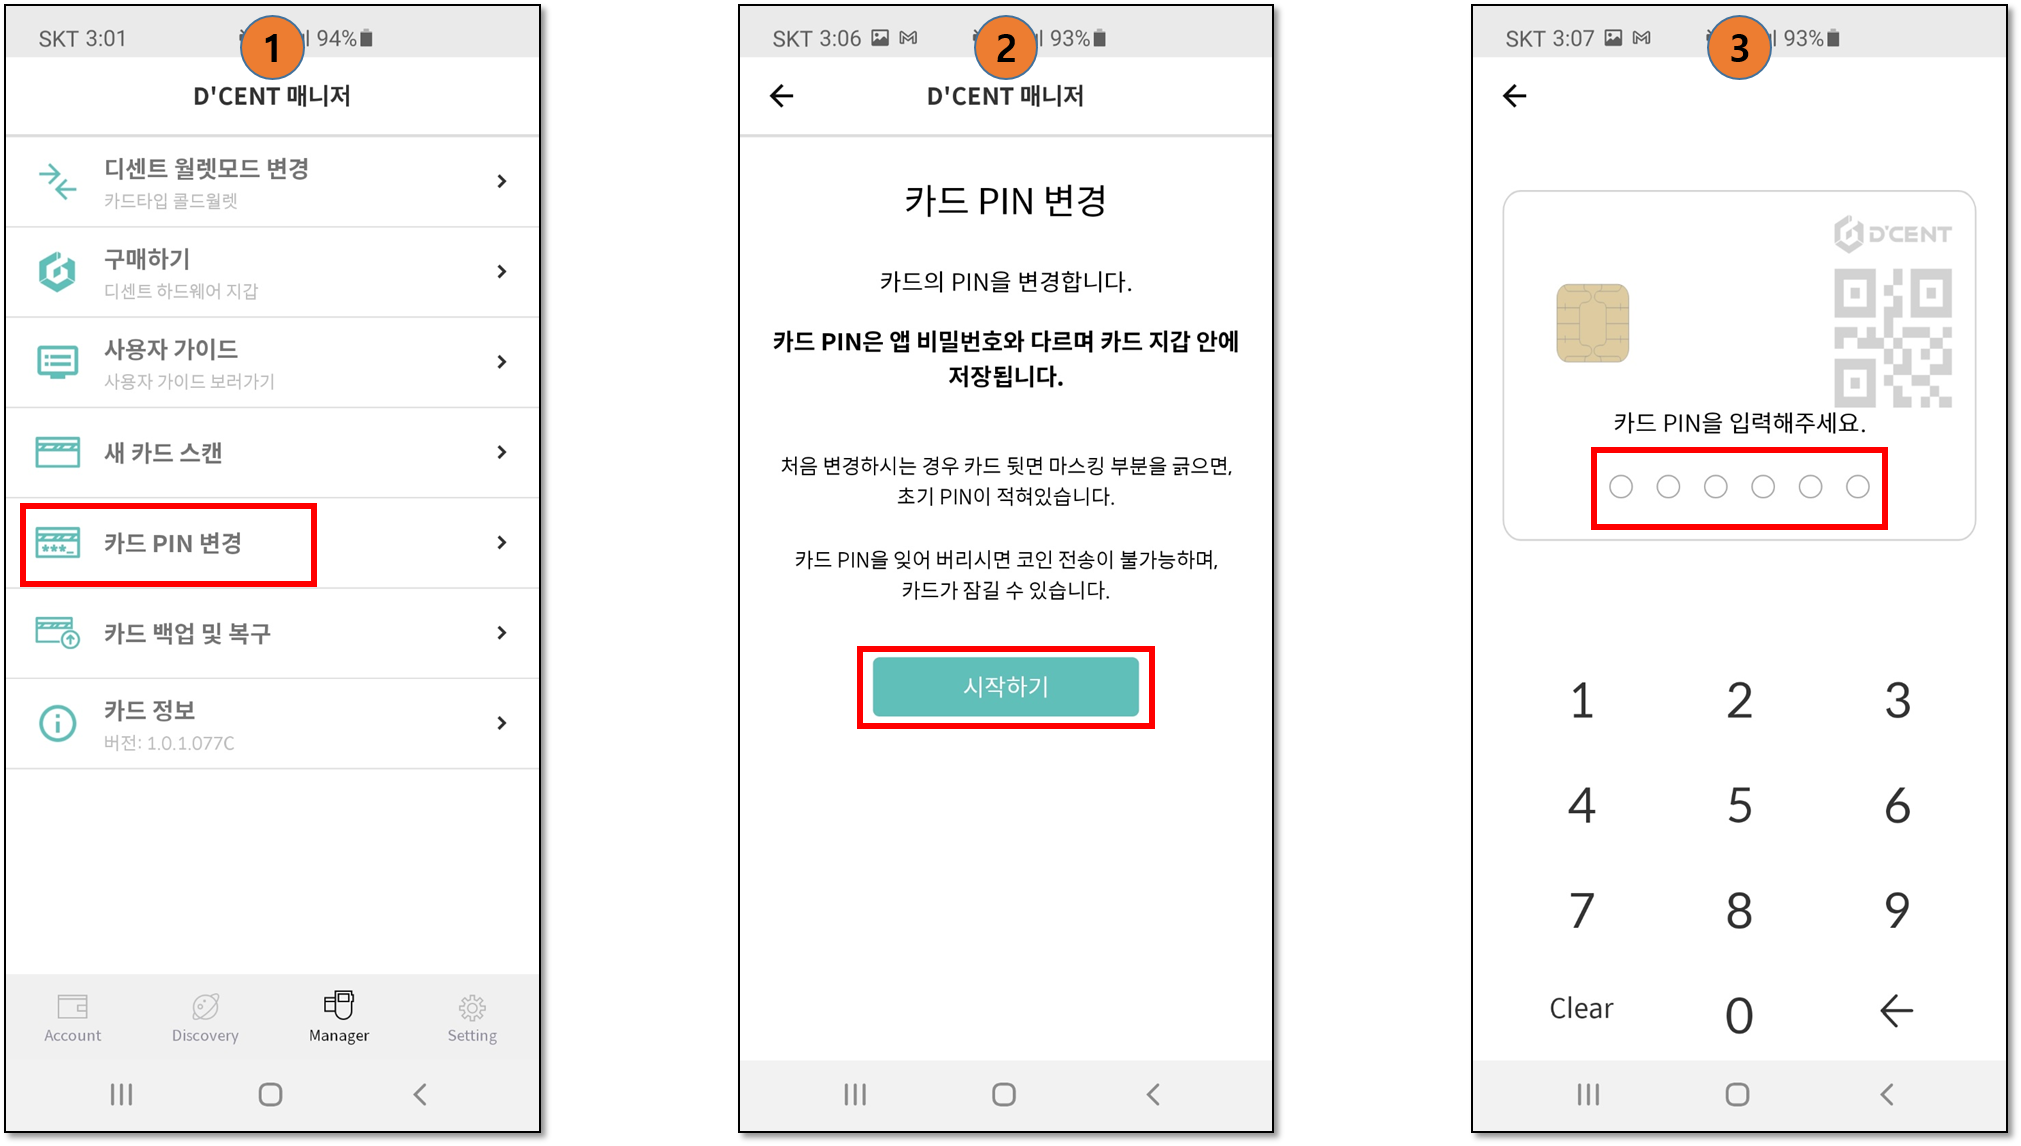 SKT 3:01
1
94%
D'CENT 매니저
디센트 월렛모드 변경
카드타입 콜드월렛
구매하기
디센트 하드웨어 지갑
사용자 가이드
사용자 가이드 보러가기
새 카드 스캔
카드 PIN 변경
카드 백업 및 복구
카드 정보
버전: 1.0.1.077C
Account
Discovery
Manager
Setting
SKT 3:06
2
93%
D'CENT 매니저
카드 PIN 변경
카드의 PIN을 변경합니다.
카드 PIN은 앱 비밀번호와 다르며 카드 지갑 안에
저장됩니다.
처음 변경하시는 경우 카드 뒷면 마스킹 부분을 긁으면,
초기 PIN이 적혀있습니다.
카드 PIN을 잊어 버리시면 코인 전송이 불가능하며,
카드가 잠길 수 있습니다.
시작하기
SKT 3:07
3
93%
D'CENT
카드 PIN을 입력해주세요.
1 2 3
4 5 6
7 8 9
Clear 0